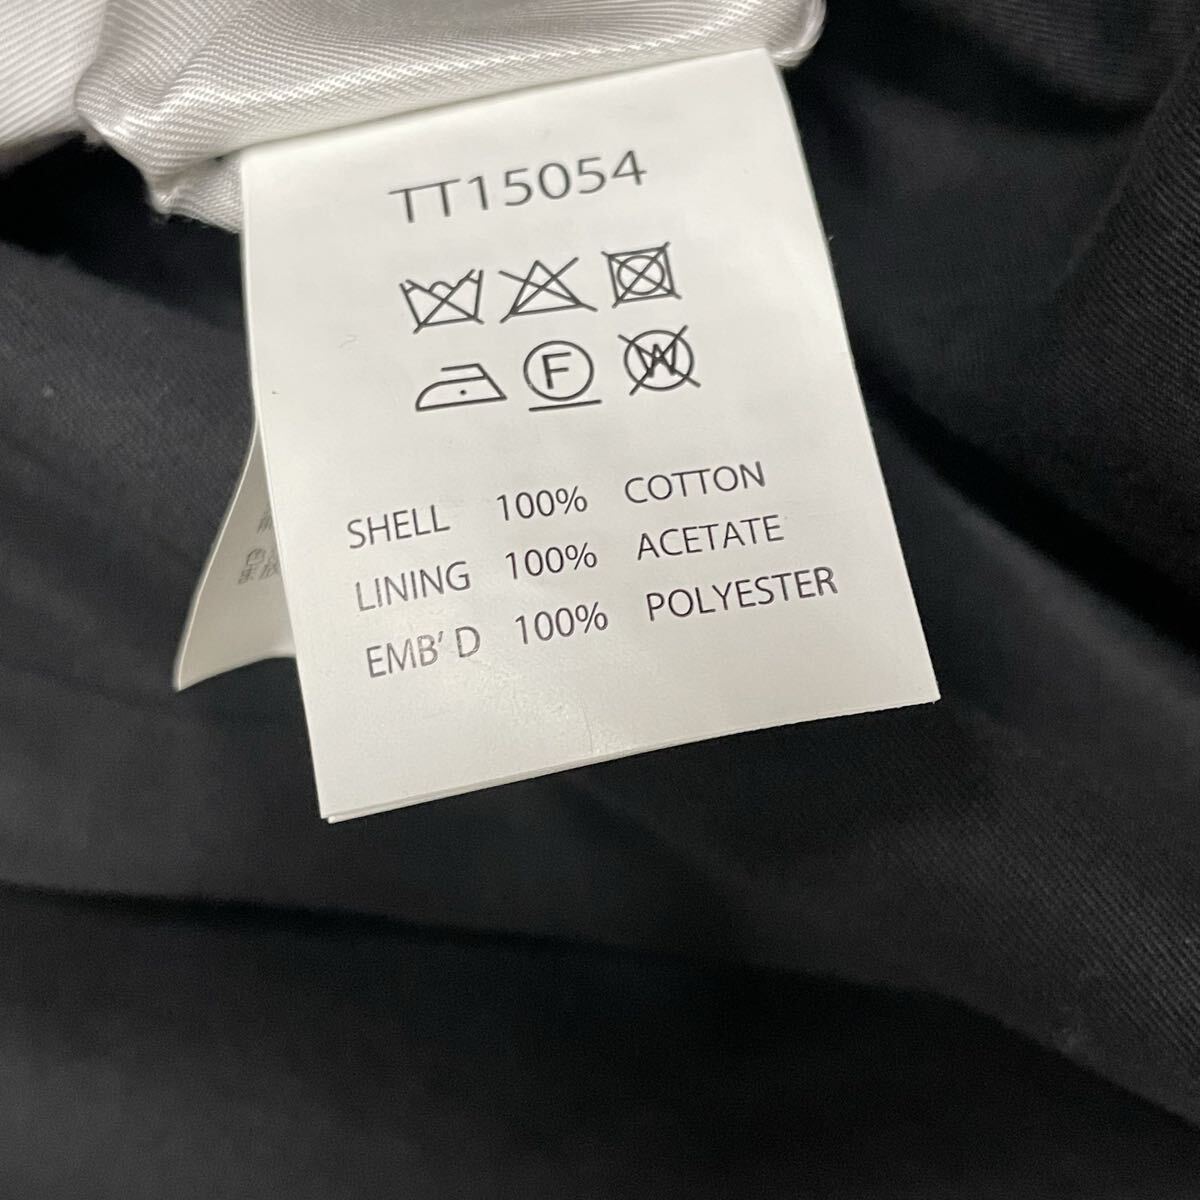 TT15054
F W
SHELL 100% COTTON
LINING 100% ACETATE
EMB' D 100% POLYESTER